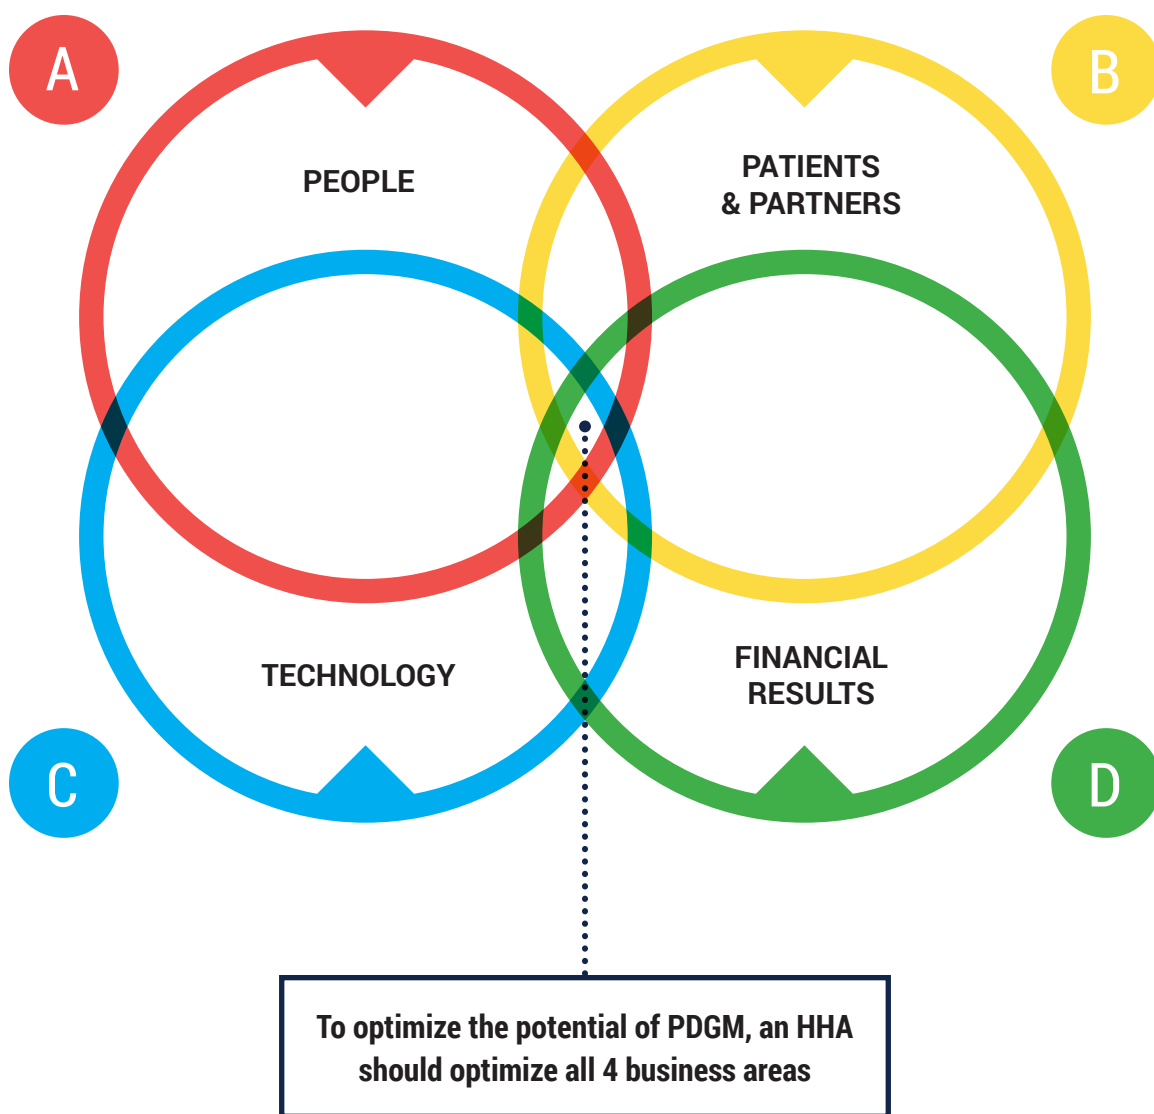 A
B
PEOPLE
PATIENTS
& PARTNERS
TECHNOLOGY
FINANCIAL
RESULTS
C
D
To optimize the potential of PDGM, an HHA
should optimize all 4 business areas